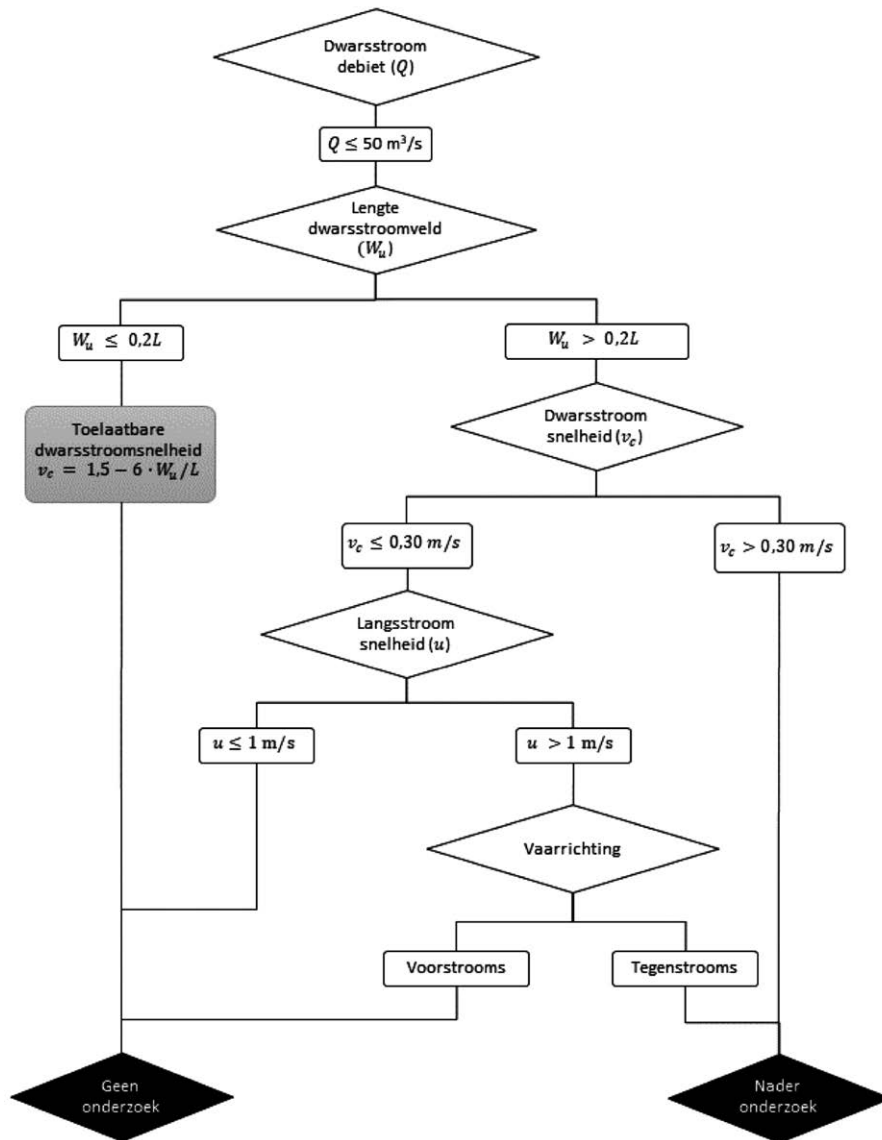 Dwarsstroom
debiet (Q)
Q ≤ 50 m³/s
Lengte
dwarsstroomveld
(W_u)
W_u ≤ 0,2L
W_u > 0,2L
Toelaatbare
dwarsstroomsnelheid
v_c = 1,5 − 6 · W_u/L
Dwarsstroom
snelheid (v_c)
v_c ≤ 0,30 m/s
v_c > 0,30 m/s
Langsstroom
snelheid (u)
u ≤ 1 m/s
u > 1 m/s
Vaarrichting
Voorstrooms
Tegenstrooms
Geen
onderzoek
Nader
onderzoek